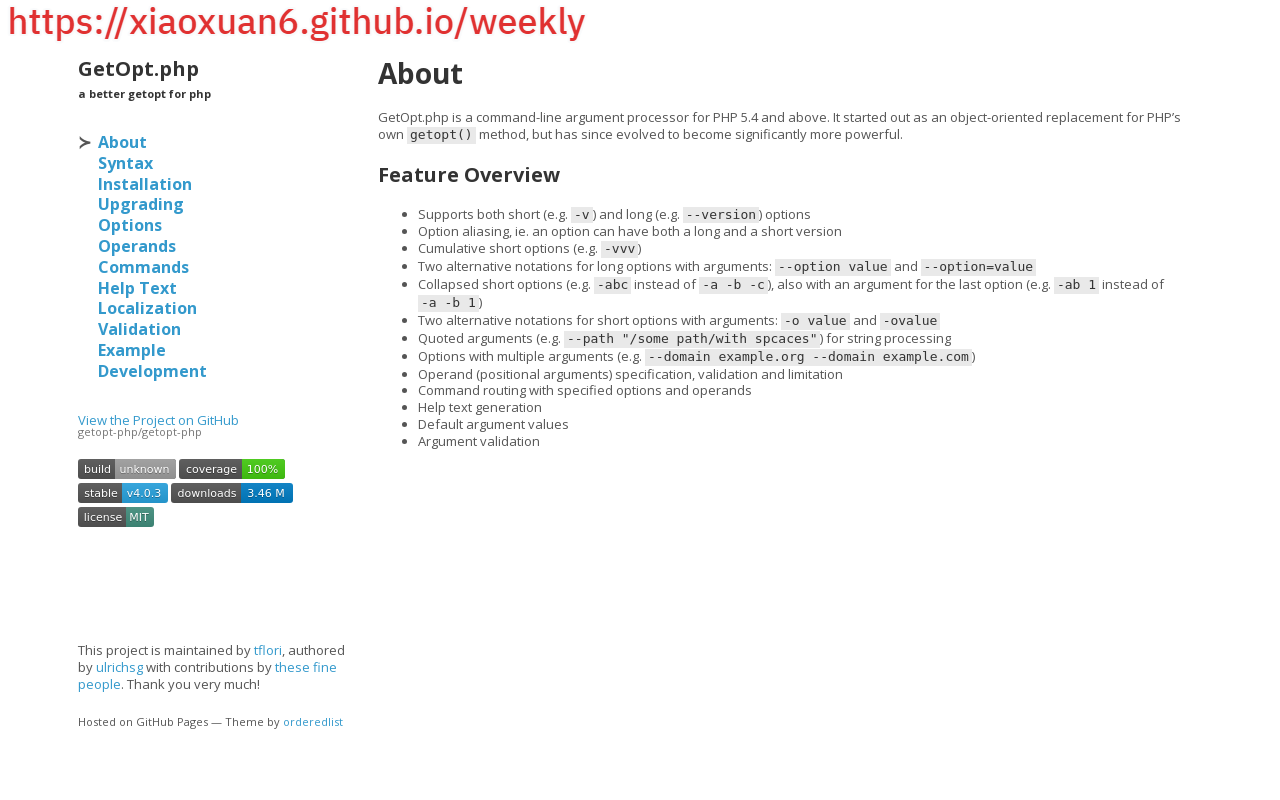 https://xiaoxuan6.github.io/weekly
GetOpt.php
a better getopt for php
≻ About
Syntax
Installation
Upgrading
Options
Operands
Commands
Help Text
Localization
Validation
Example
Development
View the Project on GitHub
getopt-php/getopt-php
build unknown coverage 100%
stable v4.0.3 downloads 3.46 M
license MIT
This project is maintained by tflori, authored
by ulrichsg with contributions by these fine
people. Thank you very much!
Hosted on GitHub Pages — Theme by orderedlist
About
GetOpt.php is a command-line argument processor for PHP 5.4 and above. It started out as an object-oriented replacement for PHP’s
own getopt() method, but has since evolved to become significantly more powerful.
Feature Overview
• Supports both short (e.g. -v) and long (e.g. --version) options
• Option aliasing, ie. an option can have both a long and a short version
• Cumulative short options (e.g. -vvv)
• Two alternative notations for long options with arguments: --option value and --option=value
• Collapsed short options (e.g. -abc instead of -a -b -c), also with an argument for the last option (e.g. -ab 1 instead of
-a -b 1)
• Two alternative notations for short options with arguments: -o value and -ovalue
• Quoted arguments (e.g. --path "/some path/with spcaces") for string processing
• Options with multiple arguments (e.g. --domain example.org --domain example.com)
• Operand (positional arguments) specification, validation and limitation
• Command routing with specified options and operands
• Help text generation
• Default argument values
• Argument validation